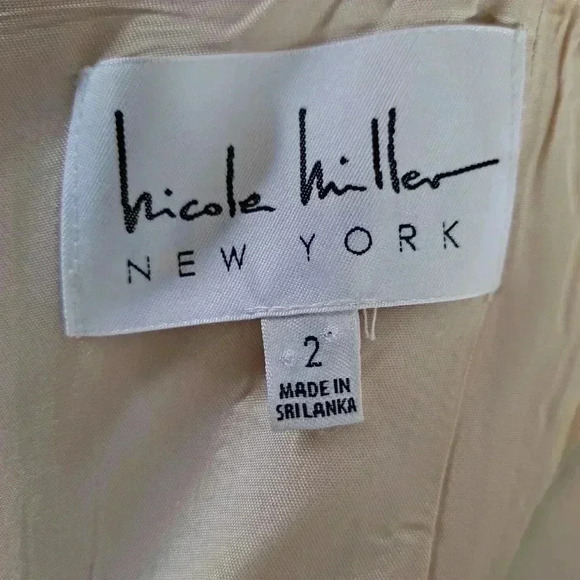 nicole miller
NEW YORK
2
MADE IN
SRI LANKA